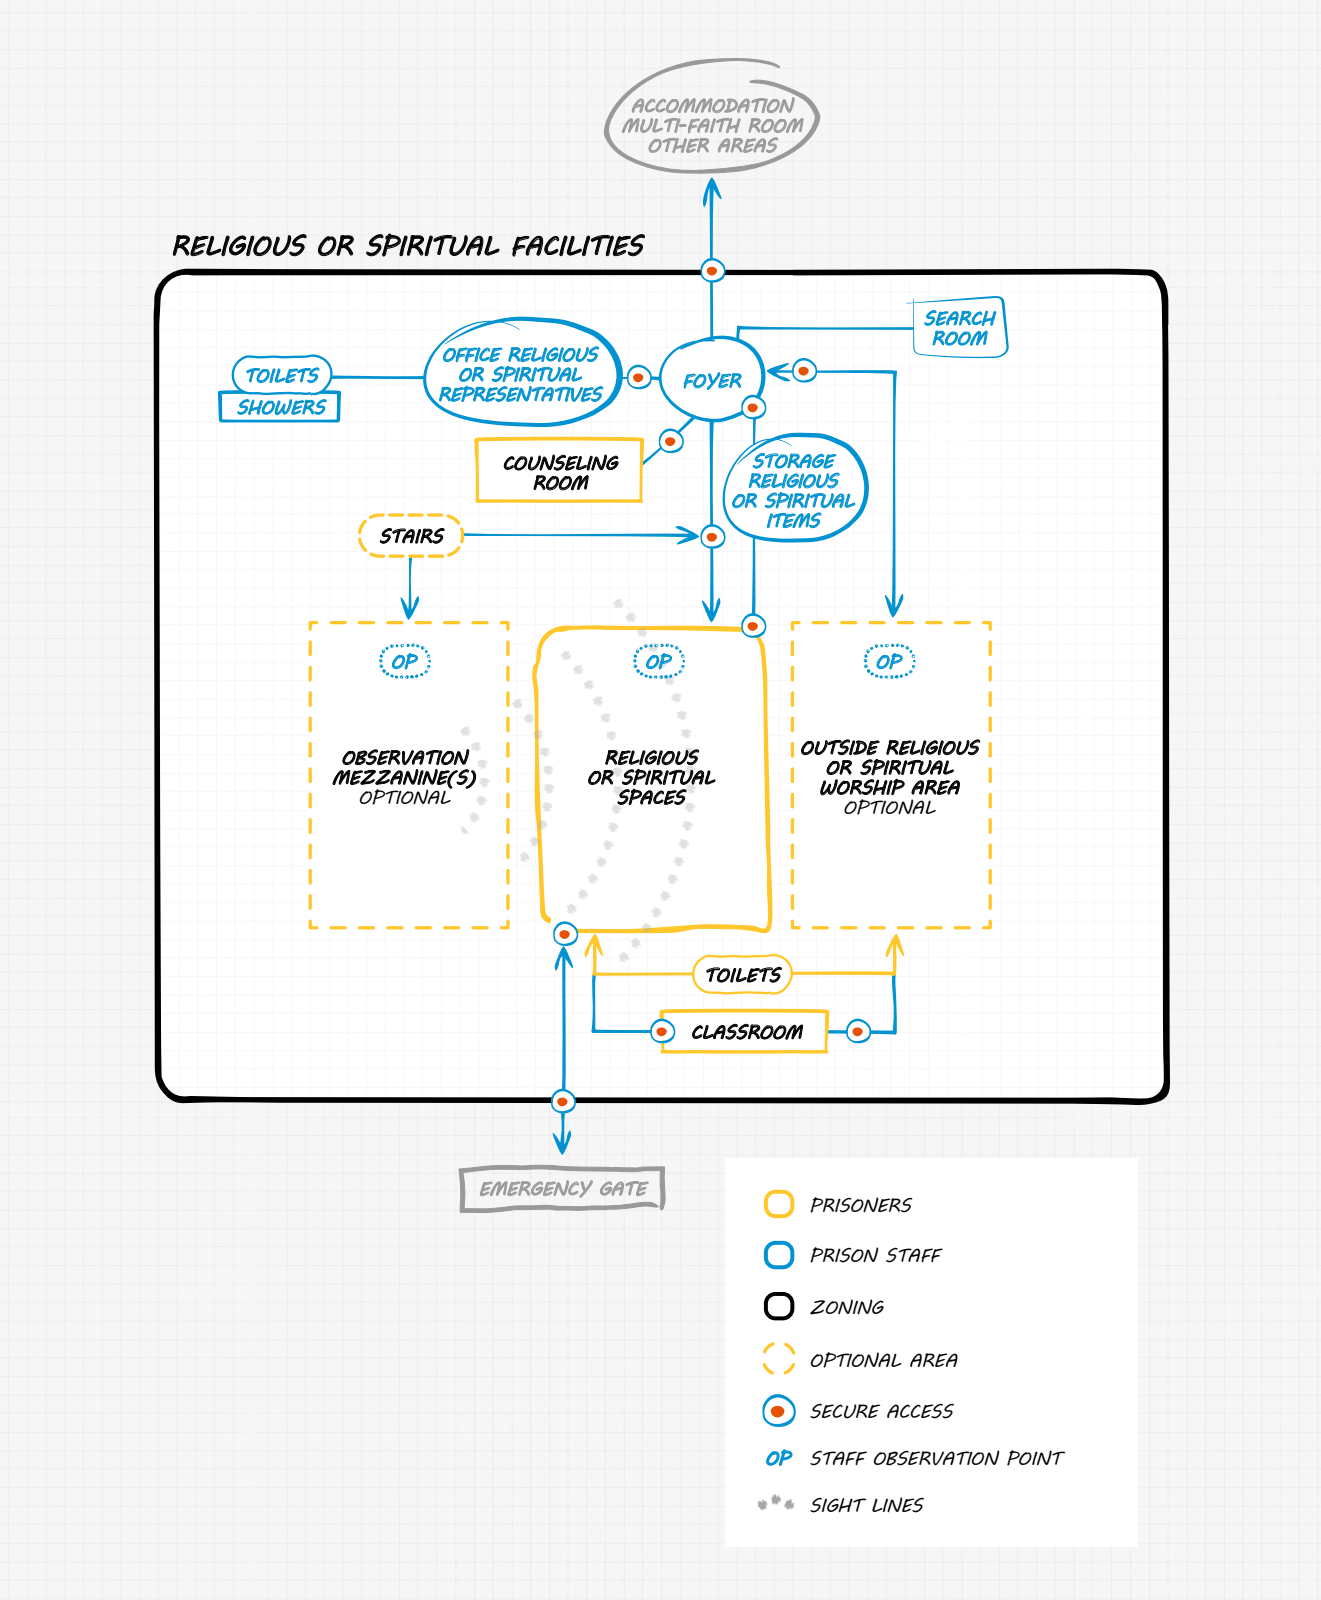 ACCOMMODATION
MULTI-FAITH ROOM
OTHER AREAS
RELIGIOUS OR SPIRITUAL FACILITIES
SEARCH
ROOM
OFFICE RELIGIOUS
OR SPIRITUAL
REPRESENTATIVES
TOILETS
SHOWERS
FOYER
COUNSELING
ROOM
STORAGE
RELIGIOUS
OR SPIRITUAL
ITEMS
STAIRS
OP
OP
OP
OBSERVATION
MEZZANINE(S)
OPTIONAL
RELIGIOUS
OR SPIRITUAL
SPACES
OUTSIDE RELIGIOUS
OR SPIRITUAL
WORSHIP AREA
OPTIONAL
TOILETS
CLASSROOM
EMERGENCY GATE
PRISONERS
PRISON STAFF
ZONING
OPTIONAL AREA
SECURE ACCESS
OP STAFF OBSERVATION POINT
SIGHT LINES